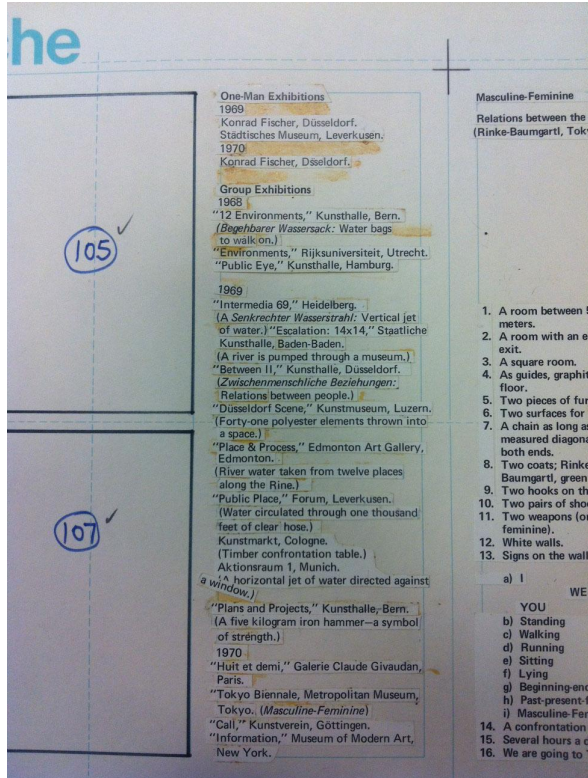 che
One-Man Exhibitions
1969
Konrad Fischer, Düsseldorf.
Städtisches Museum, Leverkusen.
1970
Konrad Fischer, Dsseldorf.
Group Exhibitions
1968
"12 Environments," Kunsthalle, Bern.
(Begehbarer Wassersack: Water bags
to walk on.)
"Environments," Rijksuniversiteit, Utrecht.
"Public Eye," Kunsthalle, Hamburg.
1969
"Intermedia 69," Heidelberg.
(A Senkrechter Wasserstrahl: Vertical jet
of water.) "Escalation: 14x14," Staatliche
Kunsthalle, Baden-Baden.
(A river is pumped through a museum.)
"Between II," Kunsthalle, Düsseldorf.
(Zwischenmenschliche Beziehungen:
Relations between people.)
"Düsseldorf Scene," Kunstmuseum, Luzern.
(Forty-one polyester elements thrown into
a space.)
"Place & Process," Edmonton Art Gallery,
Edmonton.
(River water taken from twelve places
along the Rine.)
"Public Place," Forum, Leverkusen.
(Water circulated through one thousand
feet of clear hose.)
Kunstmarkt, Cologne.
(Timber confrontation table.)
Aktionsraum 1, Munich.
(A horizontal jet of water directed against
a window.)
"Plans and Projects," Kunsthalle, Bern.
(A five kilogram iron hammer—a symbol
of strength.)
1970
"Huit et demi," Galerie Claude Givaudan,
Paris.
"Tokyo Biennale, Metropolitan Museum,
Tokyo. (Masculine-Feminine)
"Call," Kunstverein, Göttingen.
"Information," Museum of Modern Art,
New York.
105
107
Masculine-Feminine
Relations between the
(Rinke-Baumgartl, Tok
1. A room between
meters.
2. A room with an e
exit.
3. A square room.
4. As guides, graphit
floor.
5. Two pieces of fur
6. Two surfaces for
7. A chain as long as
measured diagona
both ends.
8. Two coats; Rinke
Baumgartl, green
9. Two hooks on th
10. Two pairs of shoe
11. Two weapons (o
feminine).
12. White walls.
13. Signs on the wall
a) I
WE
YOU
b) Standing
c) Walking
d) Running
e) Sitting
f) Lying
g) Beginning-end
h) Past-present-f
i) Masculine-Fem
14. A confrontation
15. Several hours a d
16. We are going to